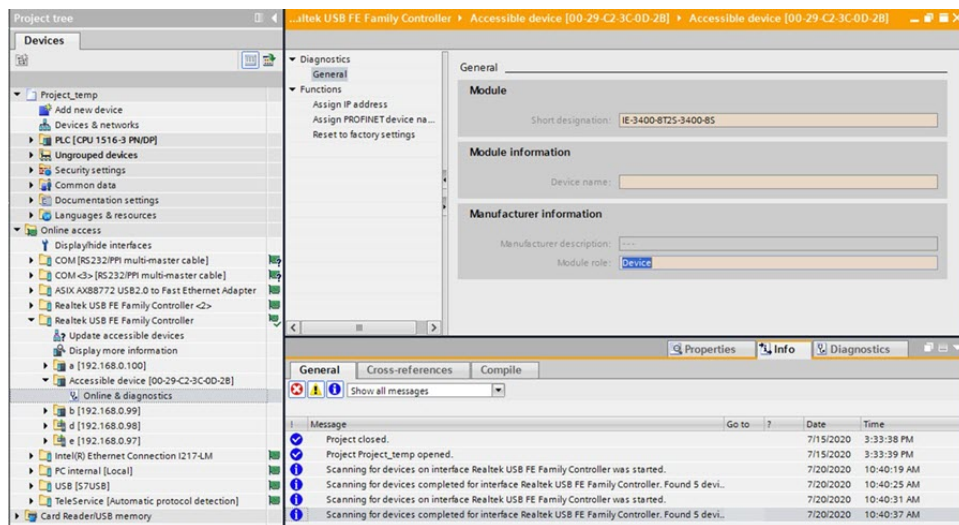 Project tree
Devices
Project_temp
Add new device
Devices & networks
PLC [CPU 1516-3 PN/DP]
Ungrouped devices
Security settings
Common data
Documentation settings
Languages & resources
Online access
Display/hide interfaces
COM [RS232/PPI multi-master cable]
COM <3> [RS232/PPI multi-master cable]
ASIX AX88772 USB2.0 to Fast Ethernet Adapter
Realtek USB FE Family Controller <2>
Realtek USB FE Family Controller
Update accessible devices
Display more information
a [192.168.0.100]
Accessible device [00-29-C2-3C-0D-2B]
Online & diagnostics
b [192.168.0.99]
d [192.168.0.98]
e [192.168.0.97]
Intel(R) Ethernet Connection I217-LM
PC internal [Local]
USB [S7USB]
TeleService [Automatic protocol detection]
Card Reader/USB memory
...altek USB FE Family Controller ▸ Accessible device [00-29-C2-3C-0D-2B] ▸ Accessible device [00-29-C2-3C-0D-2B]
Diagnostics
General
Functions
Assign IP address
Assign PROFINET device na...
Reset to factory settings
General
Module
Short designation: IE-3400-8T2S-3400-8S
Module information
Device name:
Manufacturer information
Manufacturer description: ---
Module role: Device
Properties Info Diagnostics
General Cross-references Compile
Show all messages
! Message Go to ? Date Time
Project closed. 7/15/2020 3:33:38 PM
Project Project_temp opened. 7/15/2020 3:33:39 PM
Scanning for devices on interface Realtek USB FE Family Controller was started. 7/20/2020 10:40:19 AM
Scanning for devices completed for interface Realtek USB FE Family Controller. Found 5 devi... 7/20/2020 10:40:25 AM
Scanning for devices on interface Realtek USB FE Family Controller was started. 7/20/2020 10:40:31 AM
Scanning for devices completed for interface Realtek USB FE Family Controller. Found 5 devi... 7/20/2020 10:40:37 AM